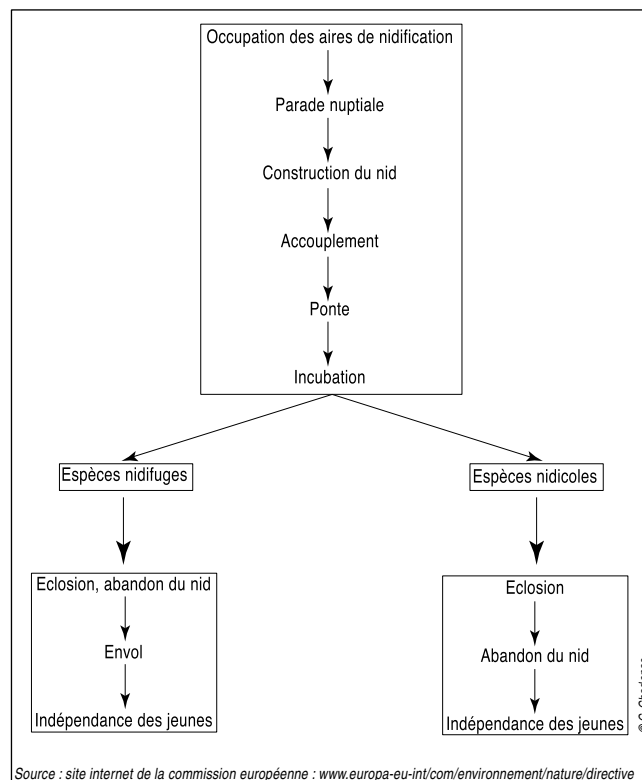 Occupation des aires de nidification
Parade nuptiale
Construction du nid
Accouplement
Ponte
Incubation
Espèces nidifuges
Espèces nidicoles
Eclosion, abandon du nid
Envol
Indépendance des jeunes
Eclosion
Abandon du nid
Indépendance des jeunes
Source : site internet de la commission européenne : www.europa-eu-int/com/environnement/nature/directive